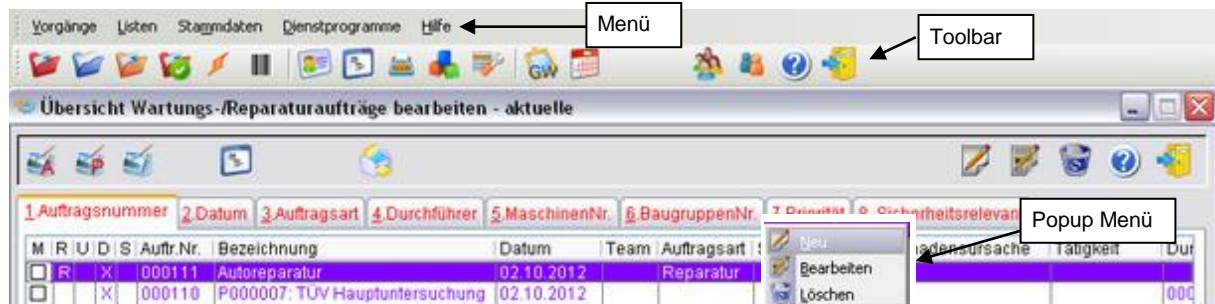 Vorgänge Listen Stammdaten Dienstprogramme Hilfe
Menü
Toolbar
GW
Übersicht Wartungs-/Reparaturaufträge bearbeiten - aktuelle
A P
1.Auftragsnummer 2.Datum 3.Auftragsart 4.Durchführer 5.MaschinenNr. 6.BaugruppenNr. 7.Priorität 8. Sicherheitsrelevan
Popup Menü
M R U D S Auftr.Nr. Bezeichnung Datum Team Auftragsart S adensursache Tätigkeit Dur
R X 000111 Autoreparatur 02.10.2012 Reparatur
X 000110 P000007: TÜV Hauptuntersuchung 02.10.2012 000
Neu
Bearbeiten
Löschen